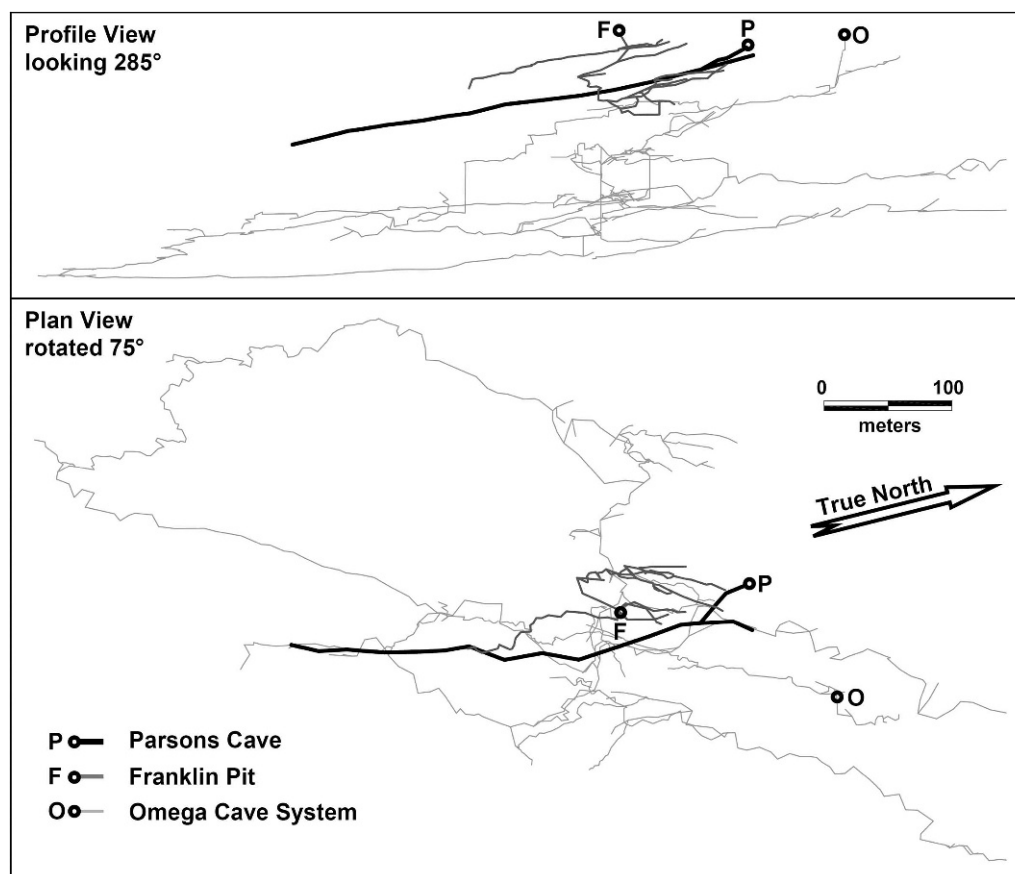 Profile View
looking 285°
F
P
O
Plan View
rotated 75°
0 100
meters
True North
P
F
O
P Parsons Cave
F Franklin Pit
O Omega Cave System